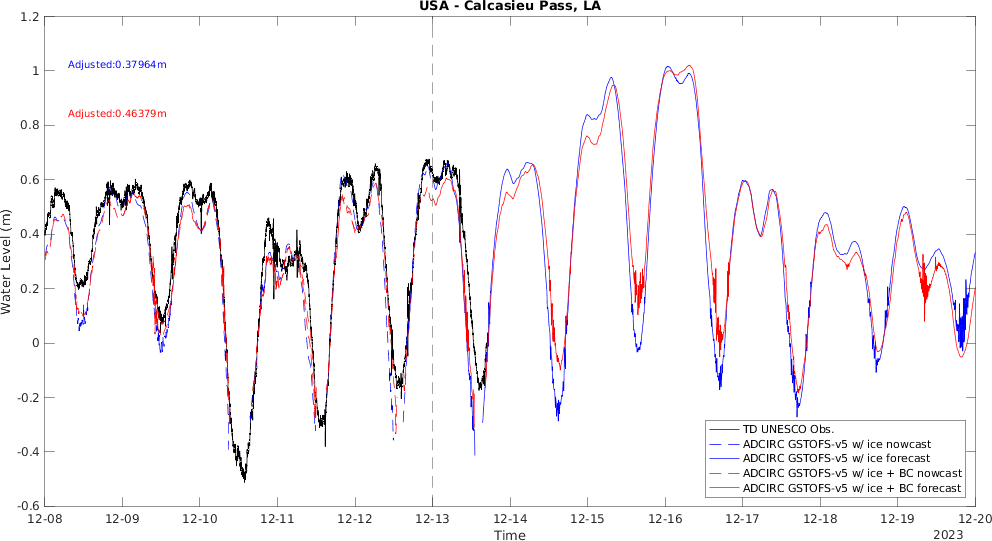 USA - Calcasieu Pass, LA
1.2
1
0.8
0.6
0.4
0.2
0
-0.2
-0.4
-0.6
Water Level (m)
Adjusted:0.37964m
Adjusted:0.46379m
TD UNESCO Obs.
ADCIRC GSTOFS-v5 w/ ice nowcast
ADCIRC GSTOFS-v5 w/ ice forecast
ADCIRC GSTOFS-v5 w/ ice + BC nowcast
ADCIRC GSTOFS-v5 w/ ice + BC forecast
12-08 12-09 12-10 12-11 12-12 12-13 12-14 12-15 12-16 12-17 12-18 12-19 12-20
Time
2023